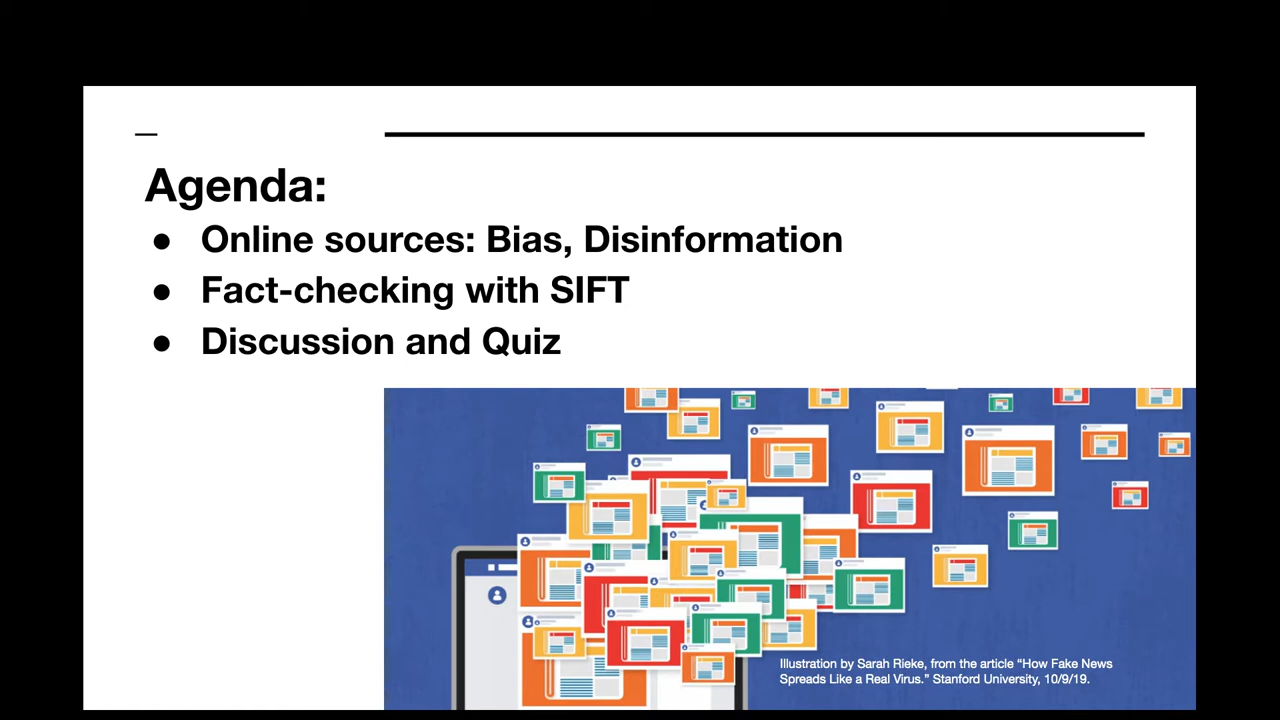 Agenda:
● Online sources: Bias, Disinformation
● Fact-checking with SIFT
● Discussion and Quiz
Illustration by Sarah Rieke, from the article “How Fake News
Spreads Like a Real Virus.” Stanford University, 10/9/19.